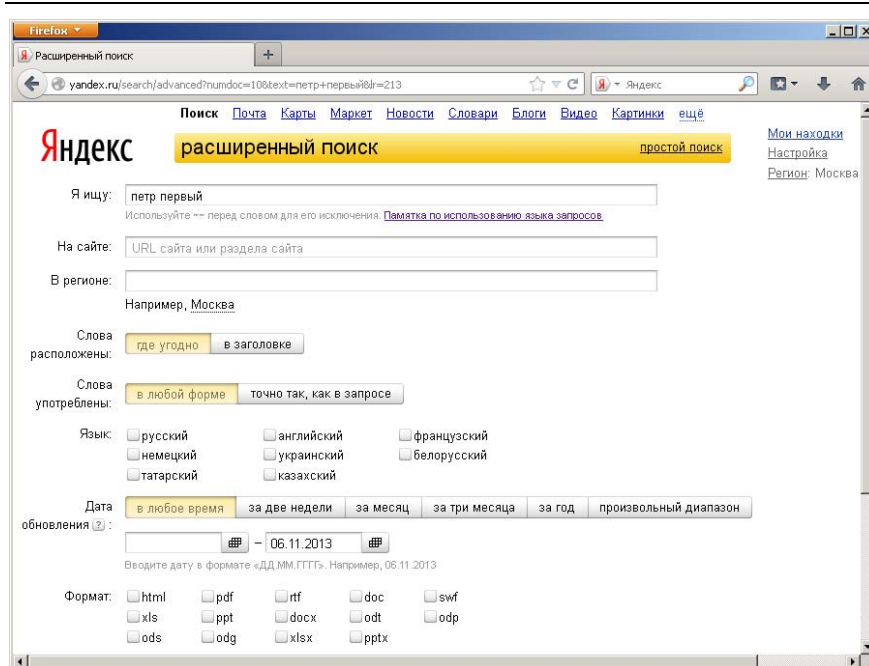 Firefox
Расширенный поиск
yandex.ru/search/advanced?numdoc=10&text=петр+первый&lr=213
Яндекс
Поиск Почта Карты Маркет Новости Словари Блоги Видео Картинки ещё
Мои находки
Настройка
Регион: Москва
Яндекс
расширенный поиск
простой поиск
Я ищу: петр первый
Используйте ~~ перед словом для его исключения. Памятка по использованию языка запросов
На сайте: URL сайта или раздела сайта
В регионе:
Например, Москва
Слова расположены: где угодно в заголовке
Слова употреблены: в любой форме точно так, как в запросе
Язык: русский английский французский
немецкий украинский белорусский
татарский казахский
Дата обновления ? : в любое время за две недели за месяц за три месяца за год произвольный диапазон
– 06.11.2013
Вводите дату в формате «ДД.ММ.ГГГГ». Например, 06.11.2013
Формат: html pdf rtf doc swf
xls ppt docx odt odp
ods odg xlsx pptx